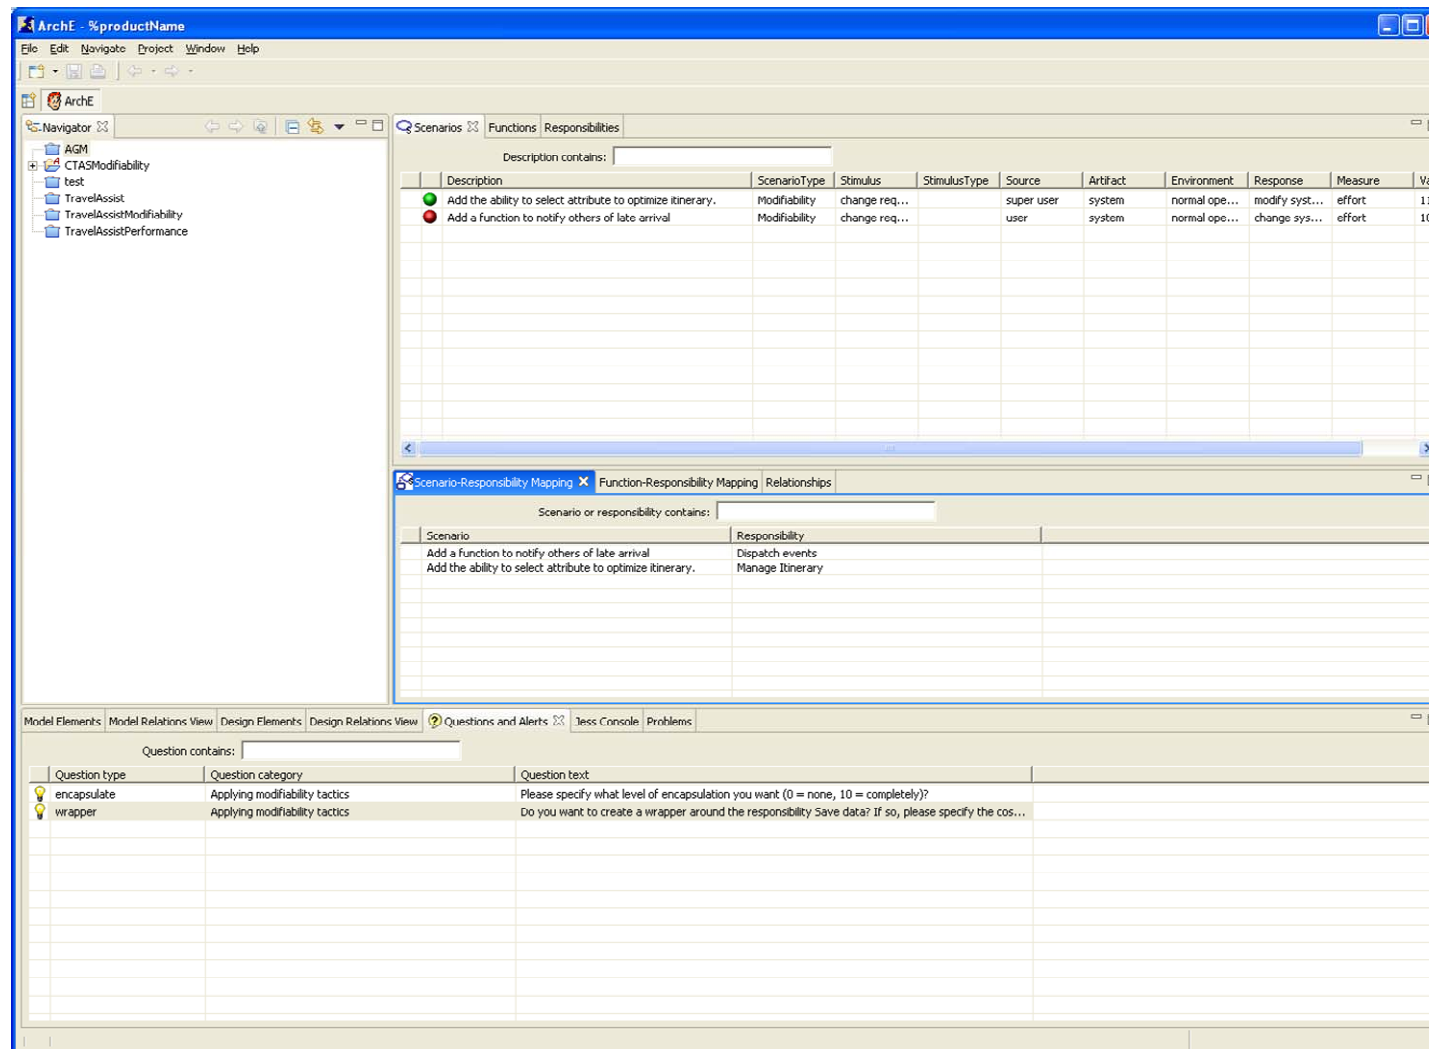 ArchE - %productName
File Edit Navigate Project Window Help
ArchE
Navigator
AGM
CTASModifiability
test
TravelAssist
TravelAssistModifiability
TravelAssistPerformance
Scenarios Functions Responsibilities
Description contains:
Description ScenarioType Stimulus StimulusType Source Artifact Environment Response Measure Va
Add the ability to select attribute to optimize itinerary. Modifiability change req... super user system normal ope... modify syst... effort 11
Add a function to notify others of late arrival Modifiability change req... user system normal ope... change sys... effort 10
Scenario-Responsibility Mapping Function-Responsibility Mapping Relationships
Scenario or responsibility contains:
Scenario Responsibility
Add a function to notify others of late arrival Dispatch events
Add the ability to select attribute to optimize itinerary. Manage Itinerary
Model Elements Model Relations View Design Elements Design Relations View Questions and Alerts Jess Console Problems
Question contains:
Question type Question category Question text
encapsulate Applying modifiability tactics Please specify what level of encapsulation you want (0 = none, 10 = completely)?
wrapper Applying modifiability tactics Do you want to create a wrapper around the responsibility Save data? If so, please specify the cos...